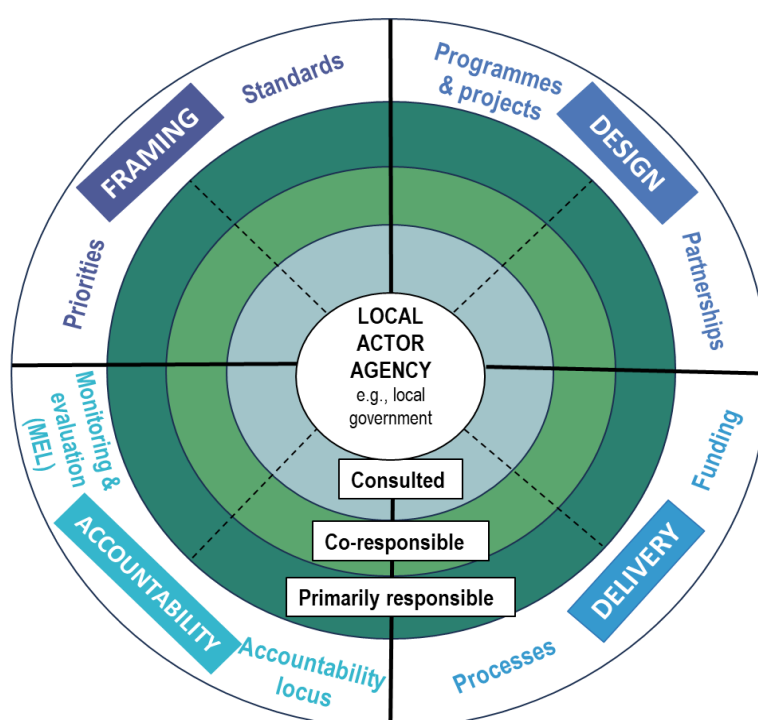 Standards
FRAMING
Priorities
Programmes
& projects
DESIGN
Partnerships
LOCAL
ACTOR
AGENCY
e.g., local
government
Consulted
Co-responsible
Primarily responsible
Monitoring &
evaluation
(MEL)
ACCOUNTABILITY
Accountability
locus
Funding
DELIVERY
Processes